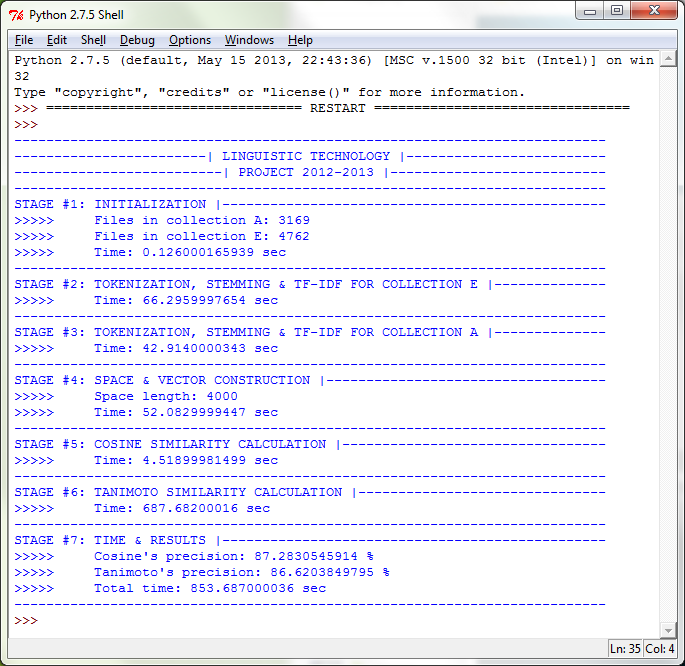 Python 2.7.5 Shell
File Edit Shell Debug Options Windows Help
Python 2.7.5 (default, May 15 2013, 22:43:36) [MSC v.1500 32 bit (Intel)] on win
32
Type "copyright", "credits" or "license()" for more information.
>>> ================================ RESTART ================================
>>>
--------------------------------------------------------------------------
------------------------| LINGUISTIC TECHNOLOGY |-------------------------
--------------------------| PROJECT 2012-2013 |---------------------------
--------------------------------------------------------------------------
STAGE #1: INITIALIZATION |------------------------------------------------
>>>>>     Files in collection A: 3169
>>>>>     Files in collection E: 4762
>>>>>     Time: 0.126000165939 sec
--------------------------------------------------------------------------
STAGE #2: TOKENIZATION, STEMMING & TF-IDF FOR COLLECTION E |--------------
>>>>>     Time: 66.2959997654 sec
--------------------------------------------------------------------------
STAGE #3: TOKENIZATION, STEMMING & TF-IDF FOR COLLECTION A |--------------
>>>>>     Time: 42.9140000343 sec
--------------------------------------------------------------------------
STAGE #4: SPACE & VECTOR CONSTRUCTION |-----------------------------------
>>>>>     Space length: 4000
>>>>>     Time: 52.0829999447 sec
--------------------------------------------------------------------------
STAGE #5: COSINE SIMILARITY CALCULATION |---------------------------------
>>>>>     Time: 4.51899981499 sec
--------------------------------------------------------------------------
STAGE #6: TANIMOTO SIMILARITY CALCULATION |-------------------------------
>>>>>     Time: 687.68200016 sec
--------------------------------------------------------------------------
STAGE #7: TIME & RESULTS |------------------------------------------------
>>>>>     Cosine's precision: 87.2830545914 %
>>>>>     Tanimoto's precision: 86.6203849795 %
>>>>>     Total time: 853.687000036 sec
--------------------------------------------------------------------------
>>>
Ln: 35 Col: 4